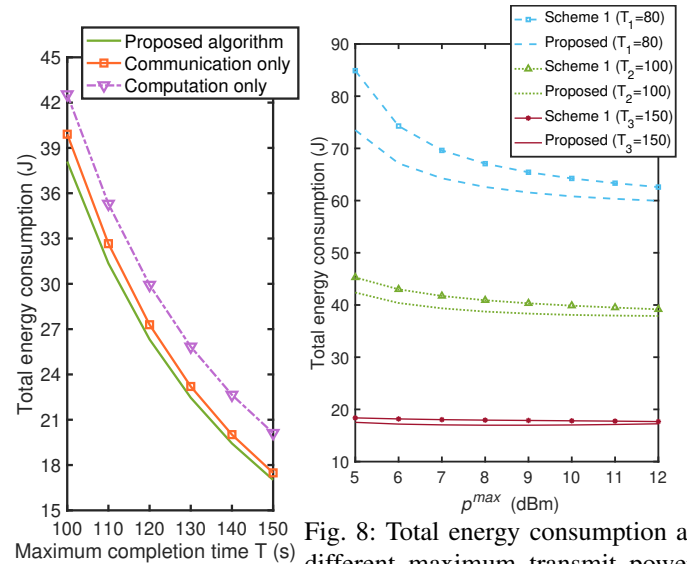 Proposed algorithm
Communication only
Computation only
45
42
39
36
33
30
27
24
21
18
15
Total energy consumption (J)
100 110 120 130 140 150
Maximum completion time T (s)
Scheme 1 (T1=80)
Proposed (T1=80)
Scheme 1 (T2=100)
Proposed (T2=100)
Scheme 1 (T3=150)
Proposed (T3=150)
90
80
70
60
50
40
30
20
10
Total energy consumption (J)
5 6 7 8 9 10 11 12
p^max (dBm)
Fig. 8: Total energy consumption a
different maximum transmit power